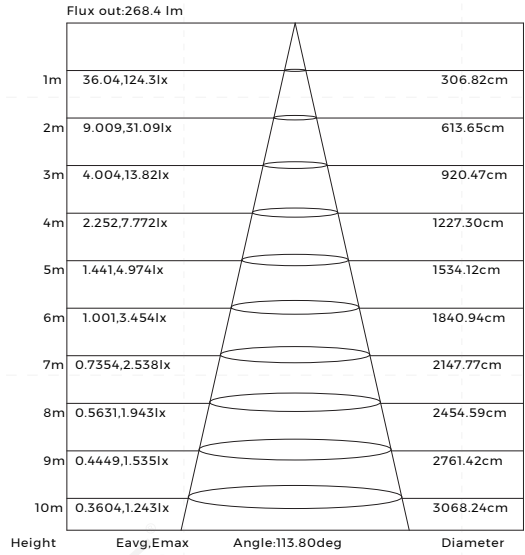 Flux out:268.4 lm
1m 36.04,124.3lx 306.82cm
2m 9.009,31.09lx 613.65cm
3m 4.004,13.82lx 920.47cm
4m 2.252,7.772lx 1227.30cm
5m 1.441,4.974lx 1534.12cm
6m 1.001,3.454lx 1840.94cm
7m 0.7354,2.538lx 2147.77cm
8m 0.5631,1.943lx 2454.59cm
9m 0.4449,1.535lx 2761.42cm
10m 0.3604,1.243lx 3068.24cm
Height Eavg,Emax Angle:113.80deg Diameter